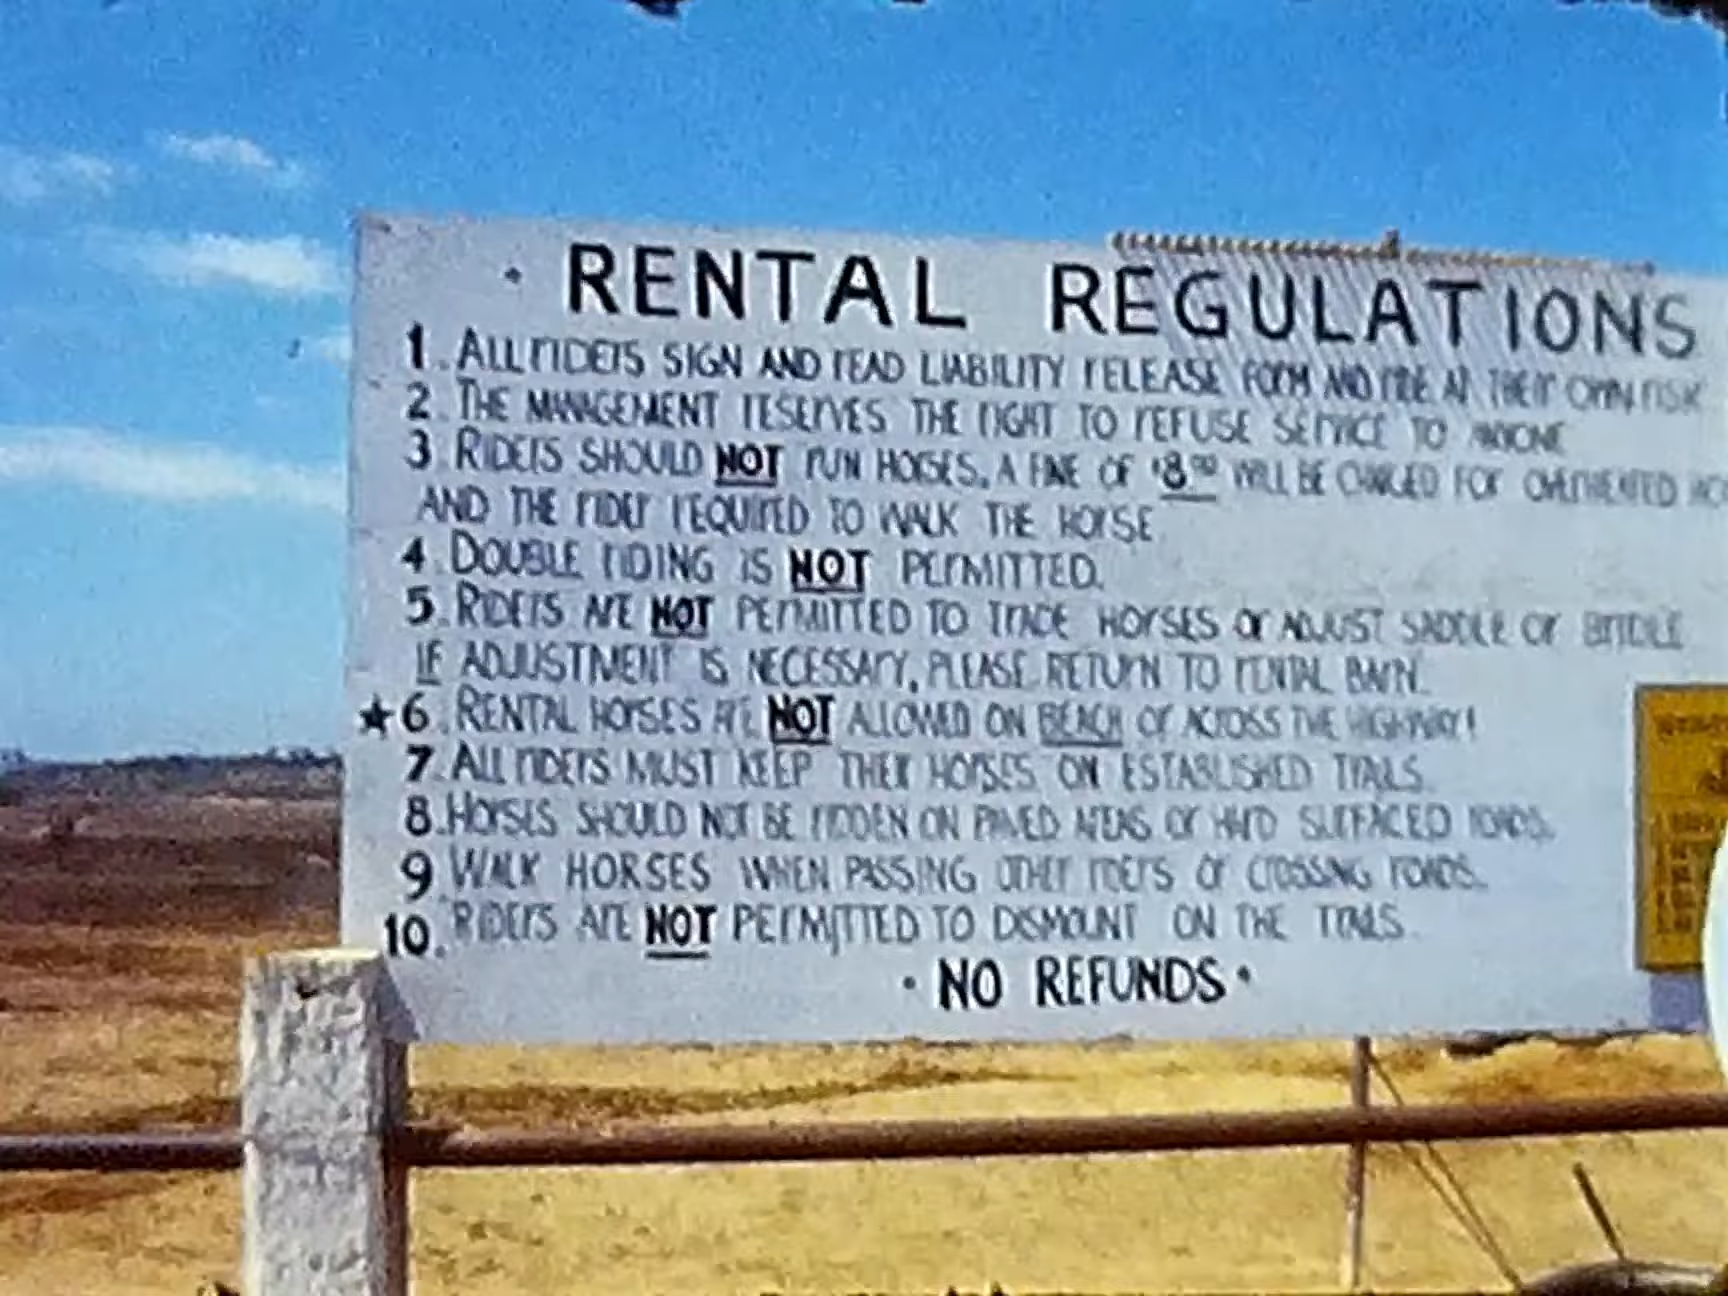 • RENTAL REGULATIONS
1. ALL RIDERS SIGN AND READ LIABILITY RELEASE FORM AND RIDE AT THEIR OWN RISK
2. THE MANAGEMENT RESERVES THE RIGHT TO REFUSE SERVICE TO ANYONE
3. RIDERS SHOULD NOT RUN HORSES. A FINE OF $8.00 WILL BE CHARGED FOR OVERHEATED
AND THE RIDER REQUIRED TO WALK THE HORSE.
4. DOUBLE RIDING IS NOT PERMITTED.
5. RIDERS ARE NOT PERMITTED TO TRADE HORSES OR ADJUST SADDLE OR BRIDLE
IF ADJUSTMENT IS NECESSARY, PLEASE RETURN TO RENTAL BARN.
★6. RENTAL HORSES ARE NOT ALLOWED ON BEACH OR ACROSS THE HIGHWAY!
7. ALL RIDERS MUST KEEP THEIR HORSES ON ESTABLISHED TRAILS.
8. HORSES SHOULD NOT BE RIDDEN ON PAVED AREAS OR HARD SURFACED ROADS.
9. WALK HORSES WHEN PASSING OTHER RIDERS OR CROSSING ROADS.
10. RIDERS ARE NOT PERMITTED TO DISMOUNT ON THE TRAILS.
• NO REFUNDS •